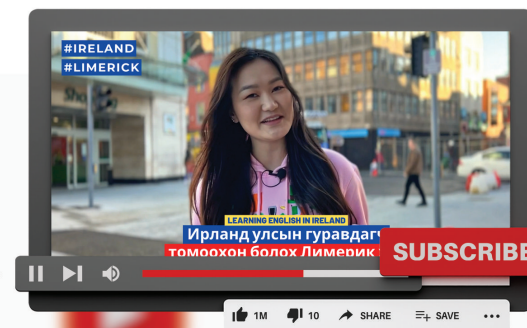 #IRELAND
#LIMERICK
LEARNING ENGLISH IN IRELAND
Ирланд улсын гуравдагч
томоохон болох Лимерик
SUBSCRIBE
1M
10
SHARE
SAVE